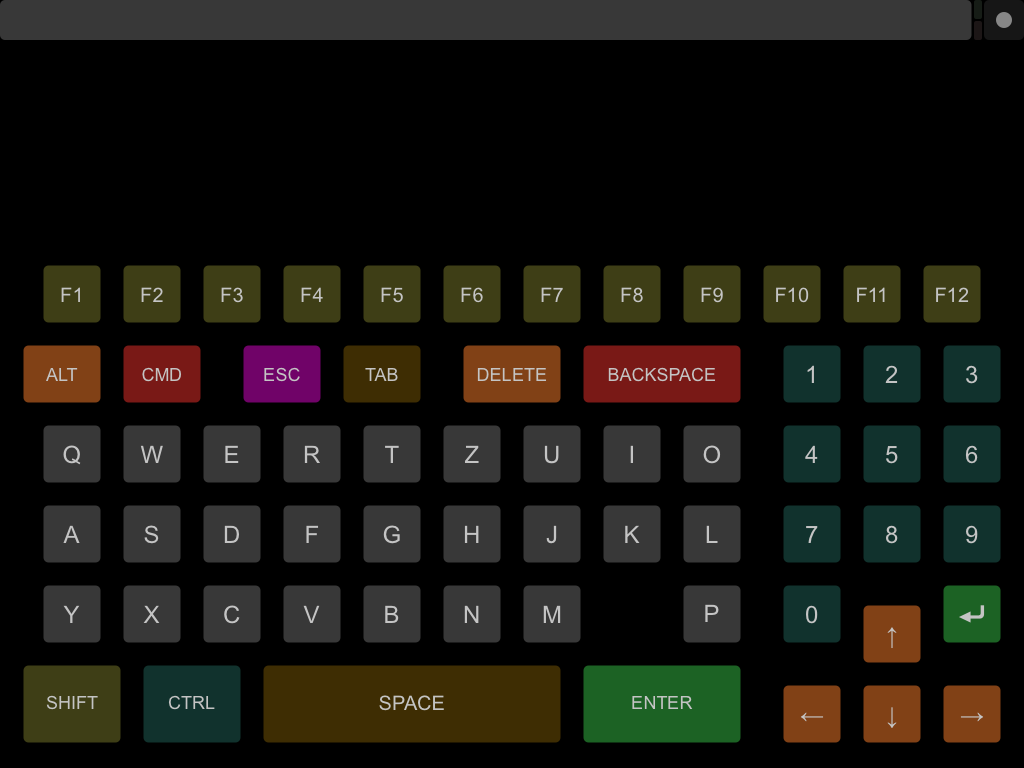 F1 F2 F3 F4 F5 F6 F7 F8 F9 F10 F11 F12
ALT CMD ESC TAB DELETE BACKSPACE 1 2 3
Q W E R T Z U I O 4 5 6
A S D F G H J K L 7 8 9
Y X C V B N M P 0
↑
SHIFT CTRL SPACE ENTER
← ↓ →